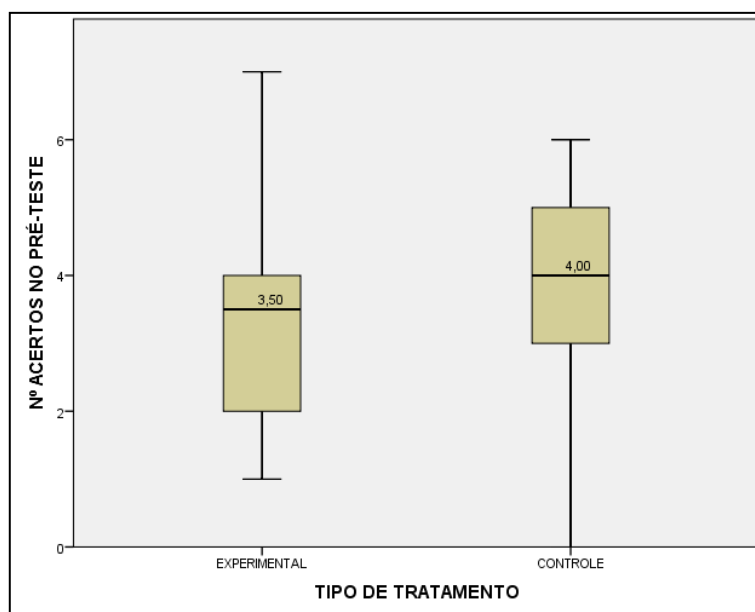 Nº ACERTOS NO PRÉ-TESTE
6
4
2
0
3,50
4,00
EXPERIMENTAL
CONTROLE
TIPO DE TRATAMENTO